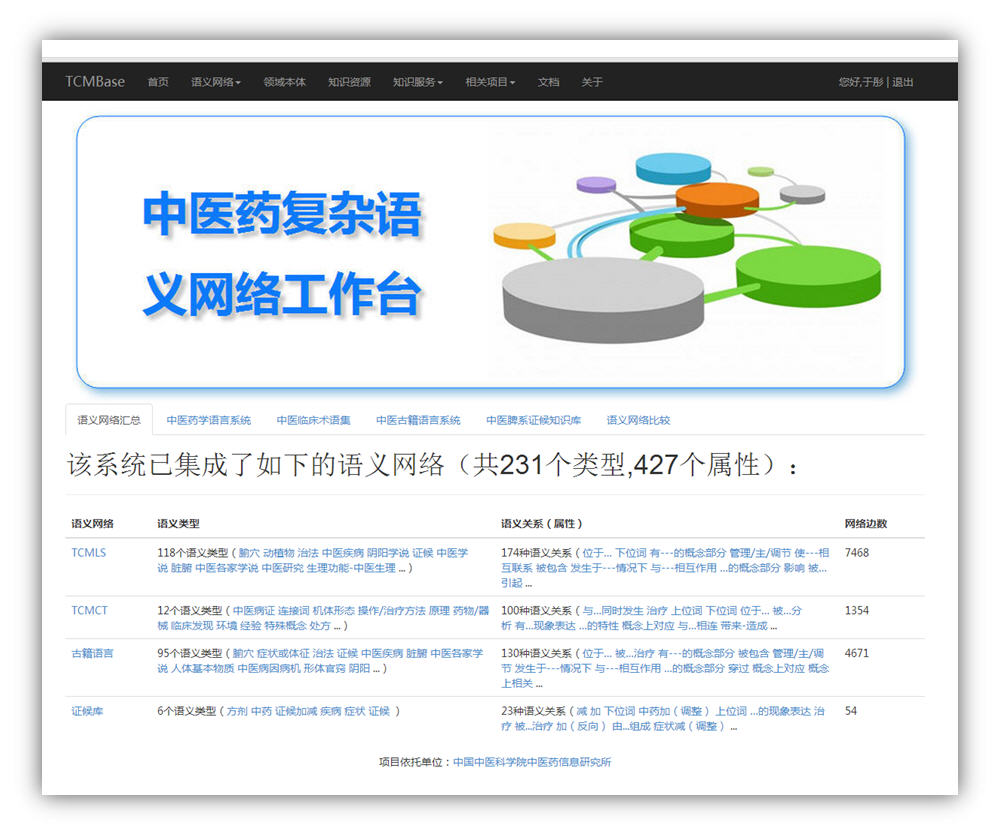 TCMBase 首页 语义网络 领域本体 知识资源 知识服务 相关项目 文档 关于 您好,于彤 | 退出
中医药复杂语
义网络工作台
语义网络汇总 中医药学语言系统 中医临床术语集 中医古籍语言系统 中医脾系证候知识库 语义网络比较
该系统已集成了如下的语义网络（共231个类型,427个属性）:
语义网络 语义类型 语义关系（属性） 网络边数
TCMLS 118个语义类型（腧穴 动植物 治法 中医疾病 阴阳学说 证候 中医学 174种语义关系（位于... 下位词 有---的概念部分 管理/主/调节 使---相 7468
说 脏腑 中医各家学说 中医研究 生理功能-中医生理 ... ） 互联系 被包含 发生于---情况下 与---相互作用 ...的概念部分 影响 被...
引起 ...
TCMCT 12个语义类型（中医病证 连接词 机体形态 操作/治疗方法 原理 药物/器 100种语义关系（与...同时发生 治疗 上位词 下位词 位于... 被...分 1354
械 临床发现 环境 经验 特殊概念 处方 ... ） 析 有...现象表达 ...的特性 概念上对应 与...相连 带来-造成 ...
古籍语言 95个语义类型（腧穴 症状或体征 治法 证候 中医疾病 脏腑 中医各家学 130种语义关系（位于... 被...治疗 有---的概念部分 被包含 管理/主/调 4671
说 人体基本物质 中医病因病机 形体官窍 阴阳 ... ） 节 发生于---情况下 与---相互作用 ...的概念部分 穿过 概念上对应 概念
上相关 ...
证候库 6个语义类型（方剂 中药 证候加减 疾病 症状 证候 ） 23种语义关系（减 加 下位词 中药加（调整） 上位词 ...的现象表达 治 54
疗 被...治疗 加（反向） 由...组成 症状减（调整） ...
项目依托单位：中国中医科学院中医药信息研究所